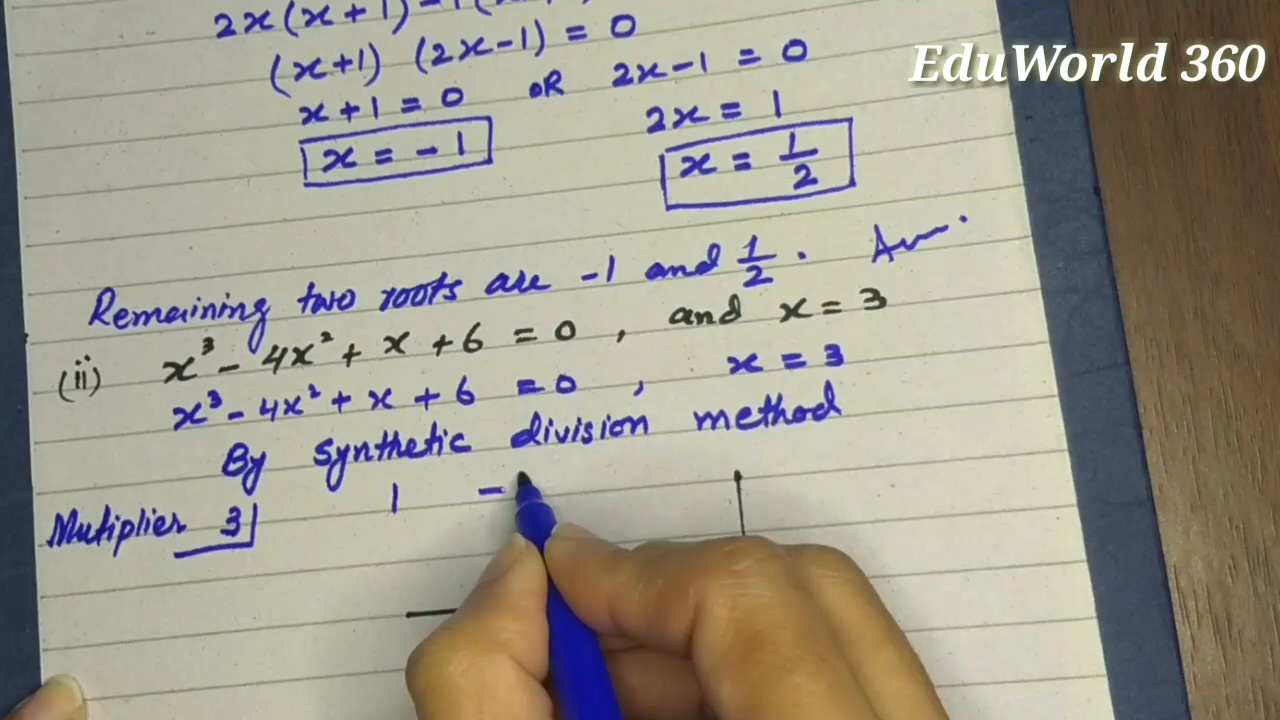 2x(x+1)-1(
EduWorld 360
(x+1) (2x-1) = 0
x+1 = 0 OR 2x-1 = 0
2x = 1
x = -1
x = 1/2
Remaining two roots are -1 and 1/2. Ans.
(ii) x³ - 4x² + x + 6 = 0, and x = 3
x³ - 4x² + x + 6 = 0, x = 3
By synthetic division method
Mutiplier 3 1 -